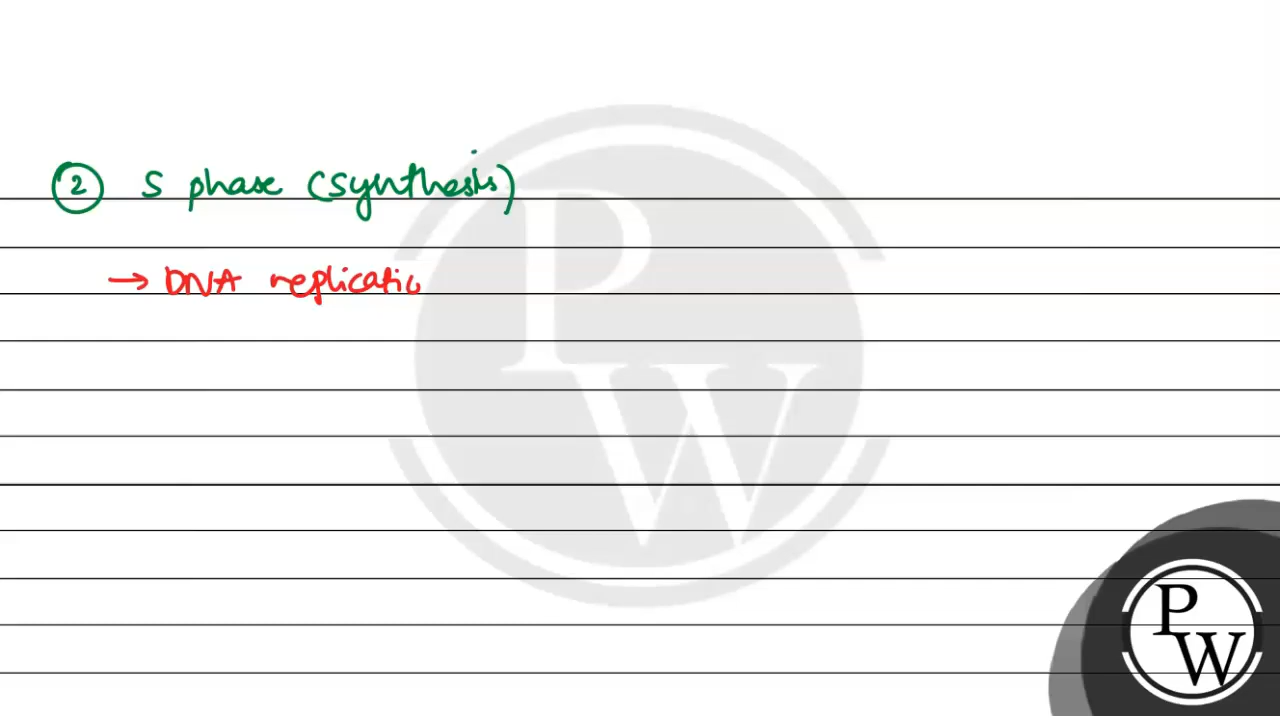 ② S phase (synthesis)
→ DNA replicatio
P
W
P
W